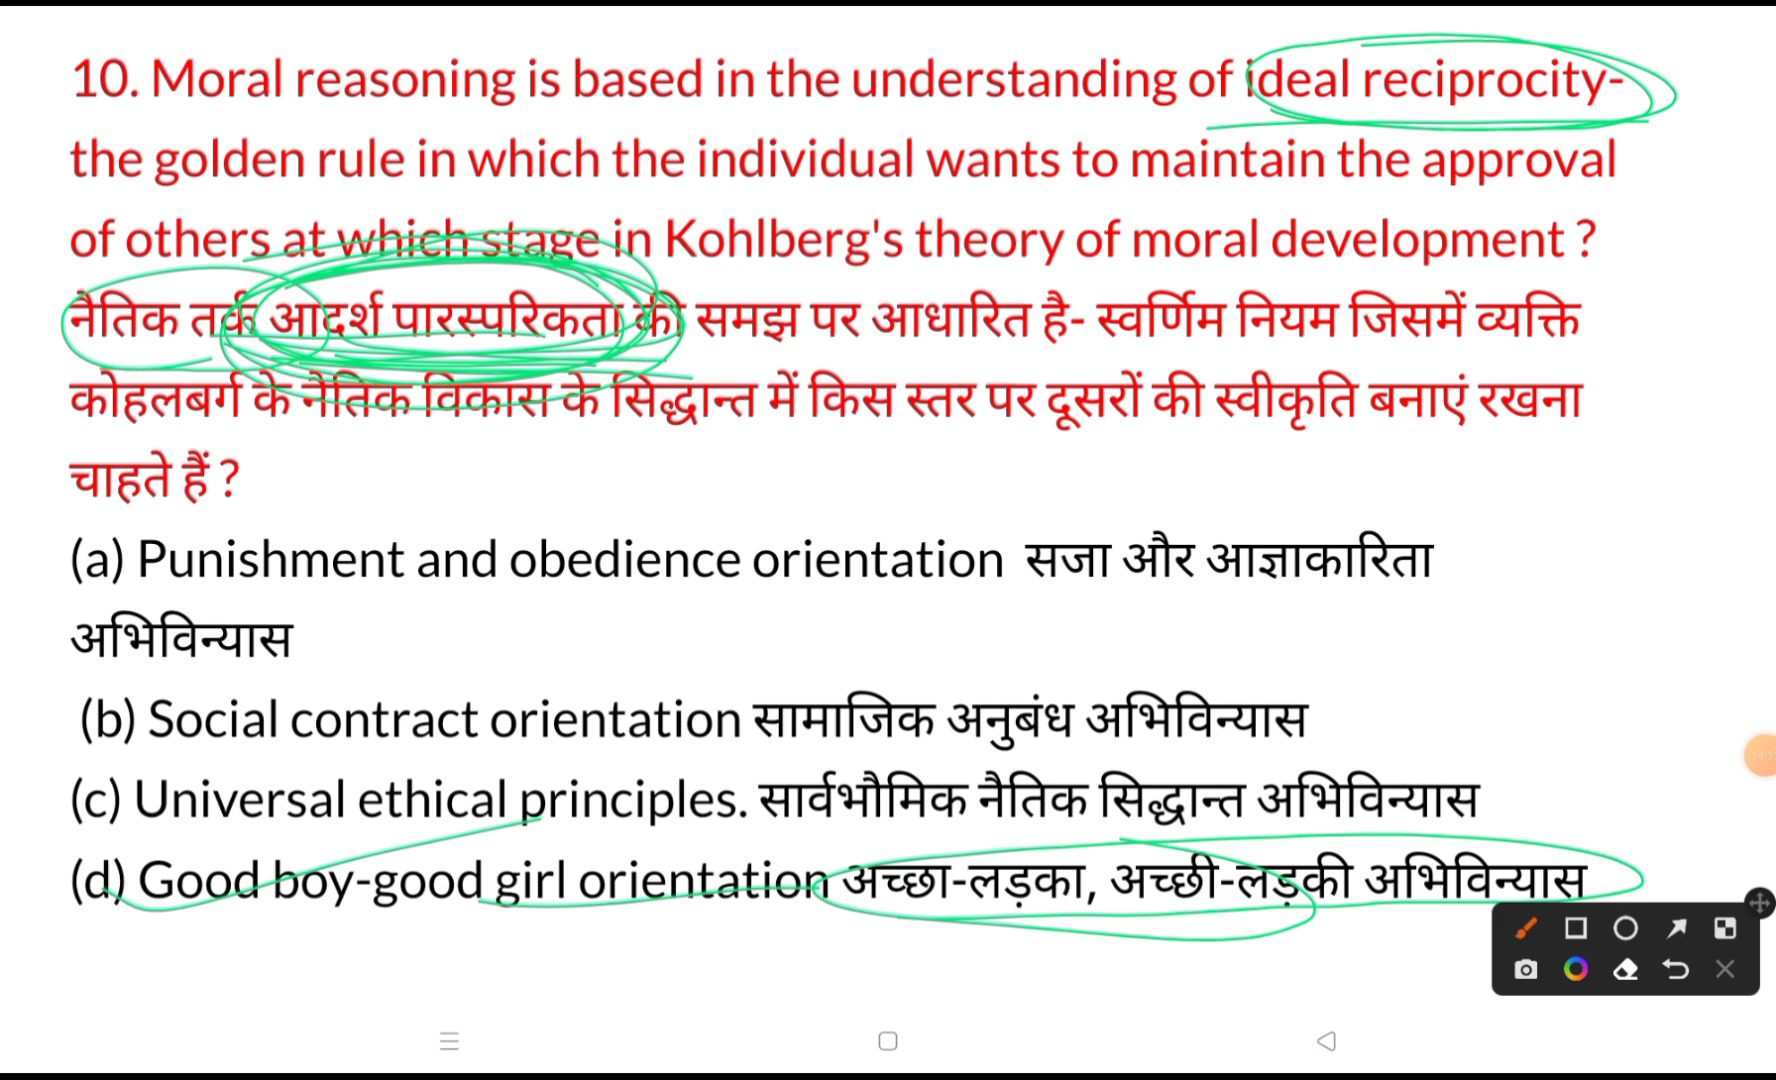 10. Moral reasoning is based in the understanding of ideal reciprocity-
the golden rule in which the individual wants to maintain the approval
of others at which stage in Kohlberg's theory of moral development ?
नैतिक तर्क आदर्श पारस्परिकता की समझ पर आधारित है- स्वर्णिम नियम जिसमें व्यक्ति
कोहलबर्ग के नैतिक विकास के सिद्धान्त में किस स्तर पर दूसरों की स्वीकृति बनाएं रखना
चाहते हैं ?
(a) Punishment and obedience orientation सजा और आज्ञाकारिता
अभिविन्यास
(b) Social contract orientation सामाजिक अनुबंध अभिविन्यास
(c) Universal ethical principles. सार्वभौमिक नैतिक सिद्धान्त अभिविन्यास
(d) Good boy-good girl orientation अच्छा-लड़का, अच्छी-लड़की अभिविन्यास